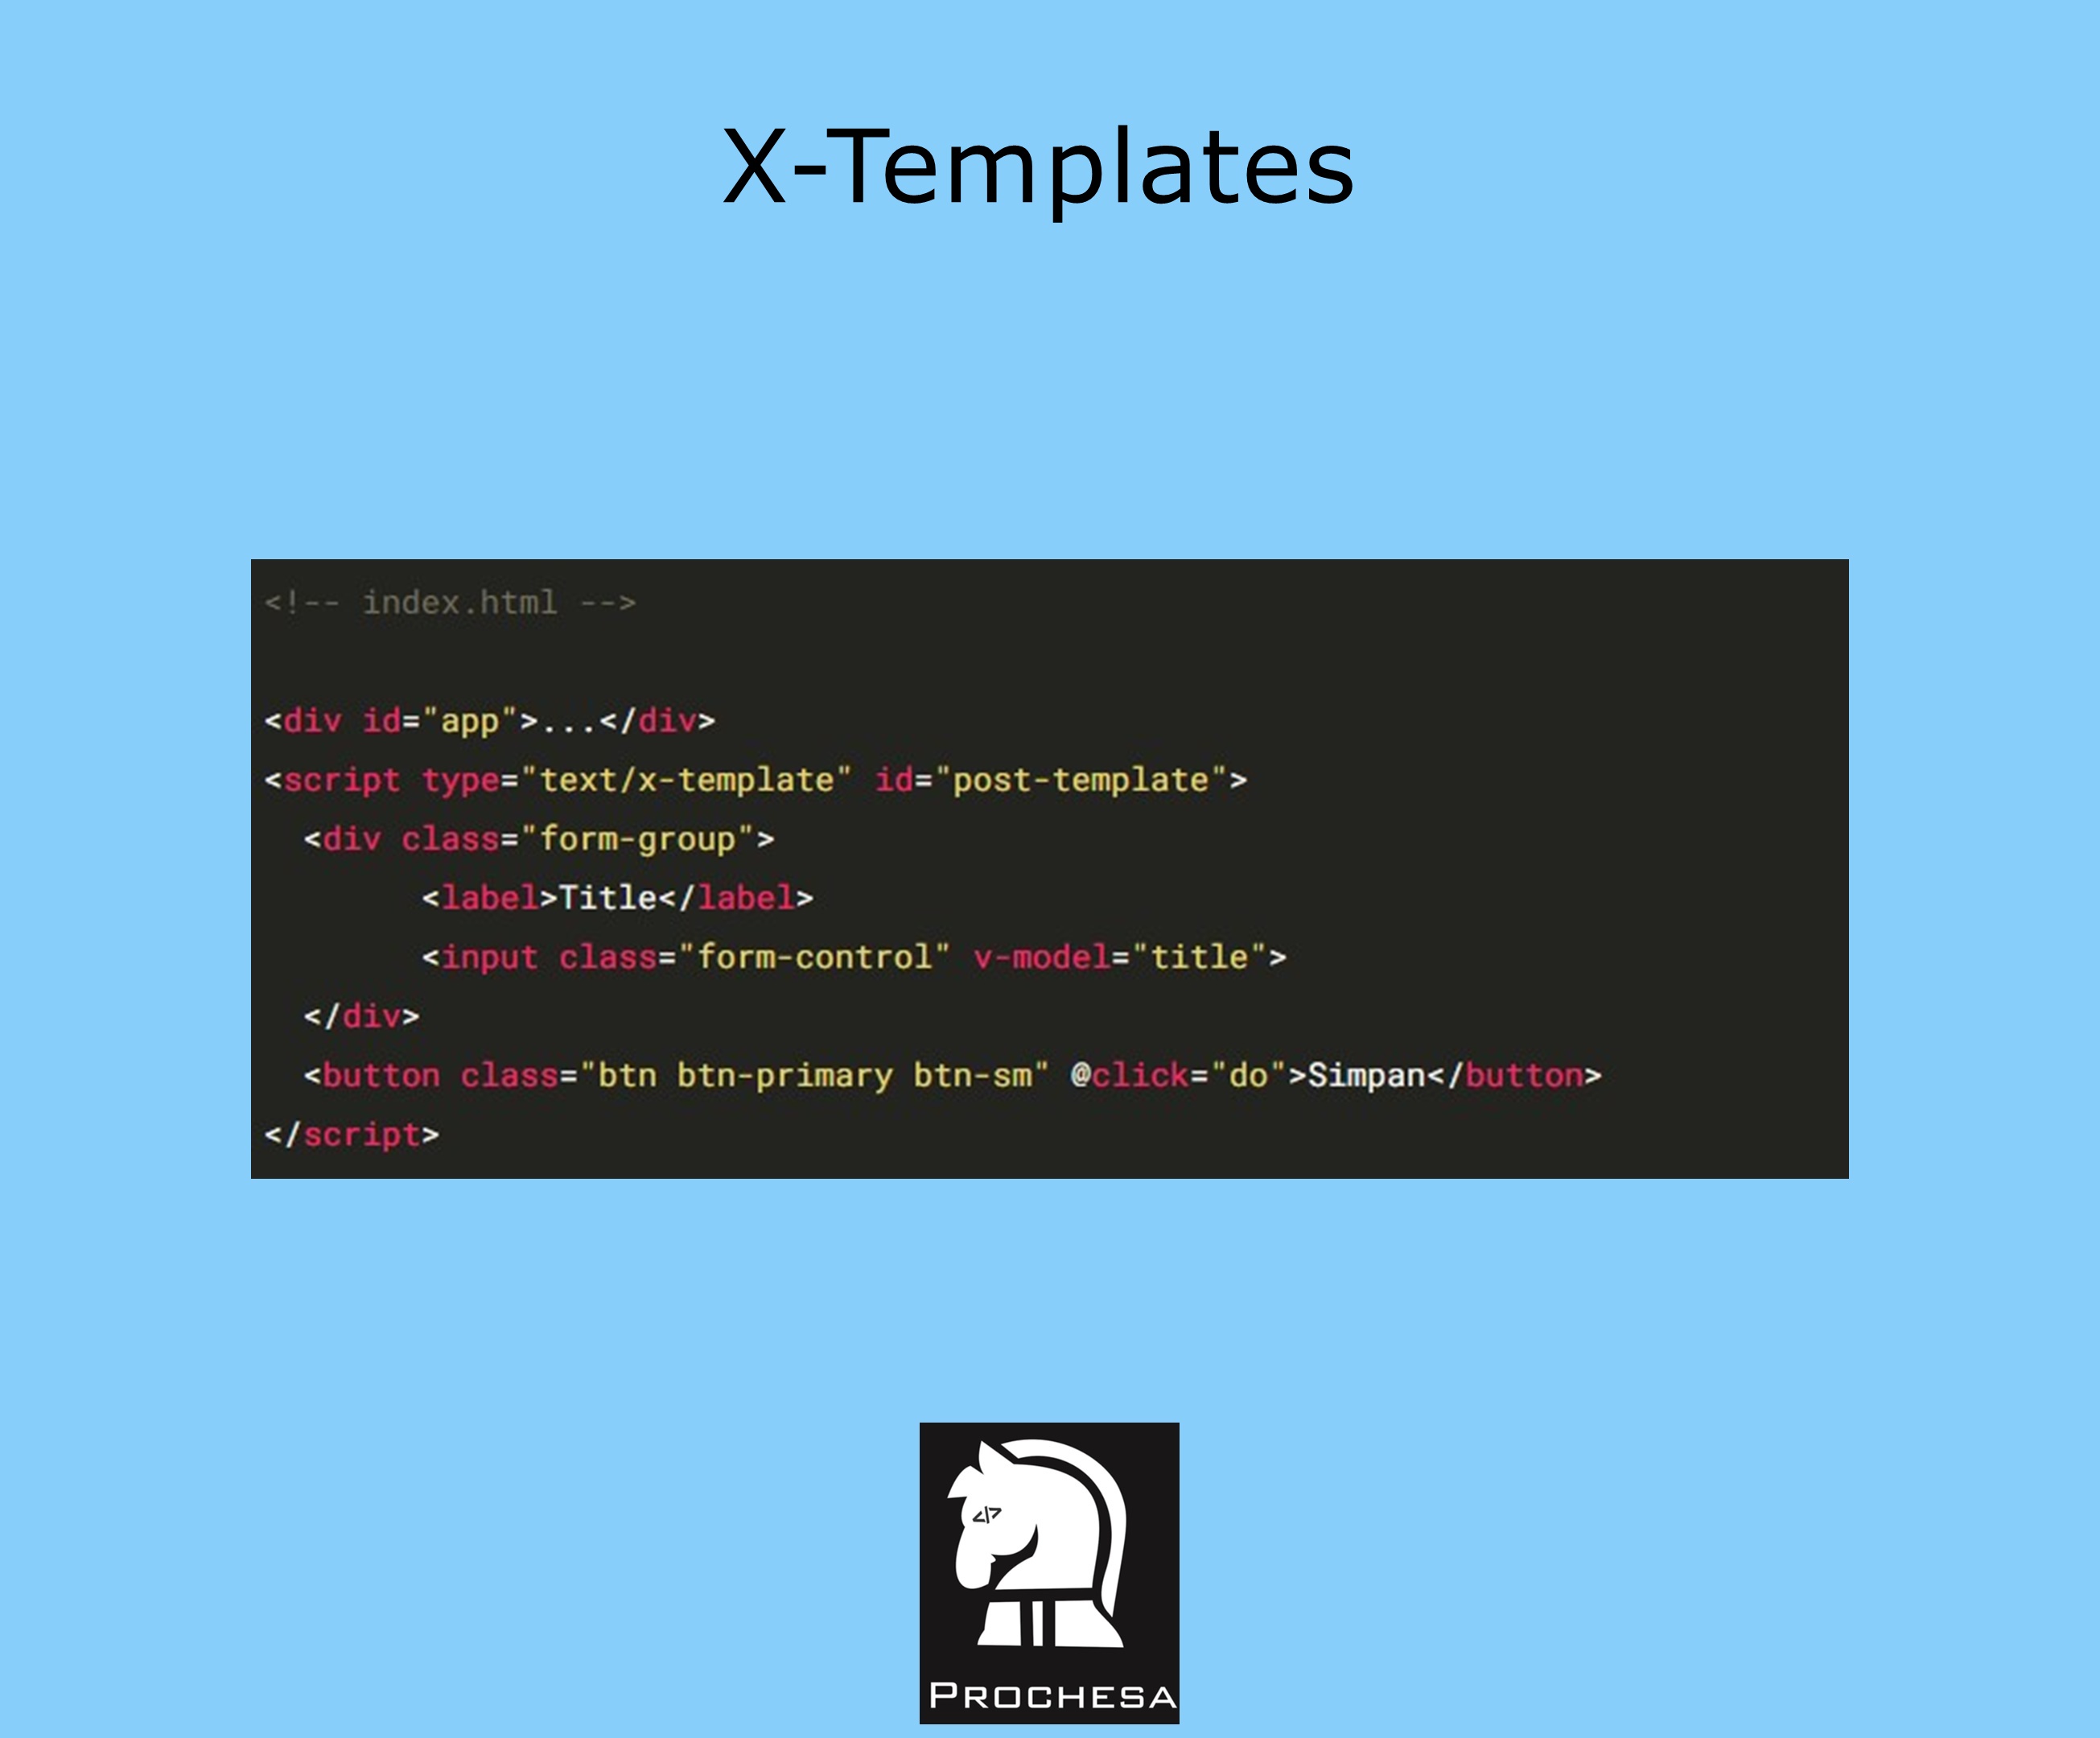 X-Templates
<!-- index.html -->
<div id="app">...</div>
<script type="text/x-template" id="post-template">
<div class="form-group">
<label>Title</label>
<input class="form-control" v-model="title">
</div>
<button class="btn btn-primary btn-sm" @click="do">Simpan</button>
</script>
</>
PROCHESA